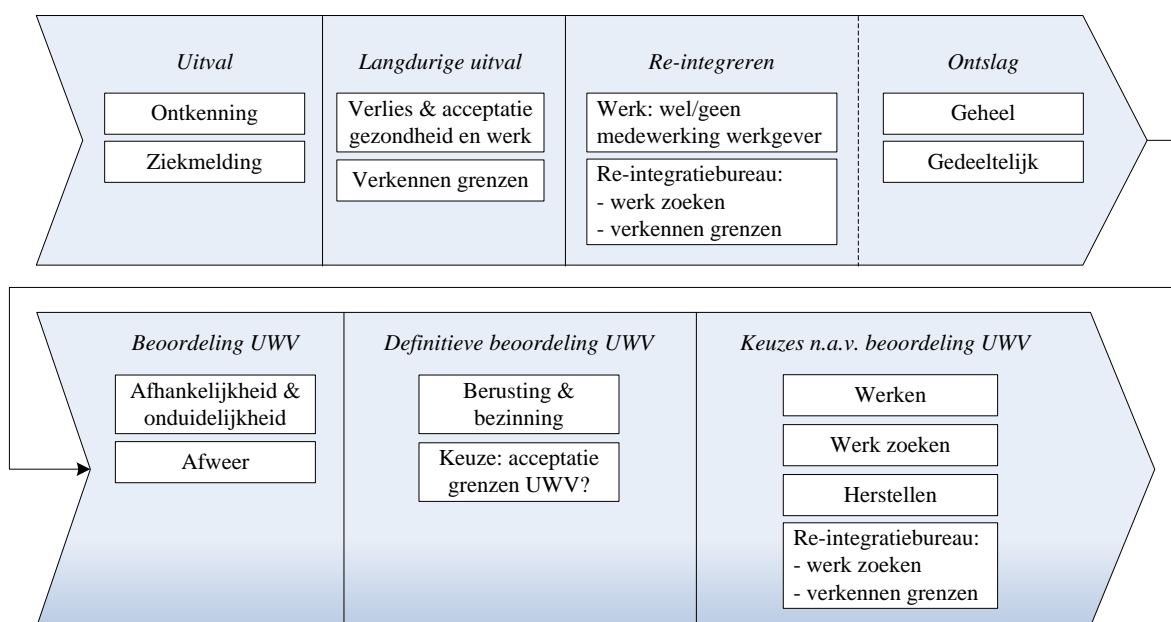 Uitval
Ontkenning
Ziekmelding
Langdurige uitval
Verlies & acceptatie
gezondheid en werk
Verkennen grenzen
Re-integreren
Werk: wel/geen
medewerking werkgever
Re-integratiebureau:
- werk zoeken
- verkennen grenzen
Ontslag
Geheel
Gedeeltelijk
Beoordeling UWV
Afhankelijkheid &
onduidelijkheid
Afweer
Definitieve beoordeling UWV
Berusting &
bezinning
Keuze: acceptatie
grenzen UWV?
Keuzes n.a.v. beoordeling UWV
Werken
Werk zoeken
Herstellen
Re-integratiebureau:
- werk zoeken
- verkennen grenzen